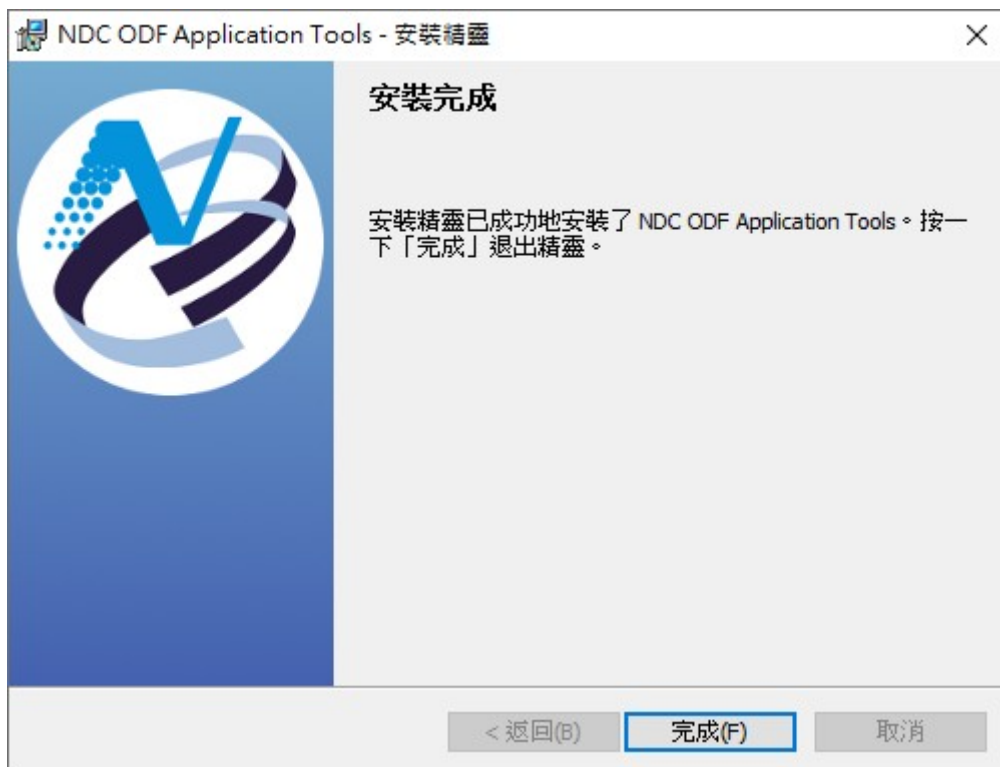 NDC ODF Application Tools - 安裝精靈
安裝完成
安裝精靈已成功地安裝了 NDC ODF Application Tools。按一
下「完成」退出精靈。
< 返回(B)
完成(F)
取消